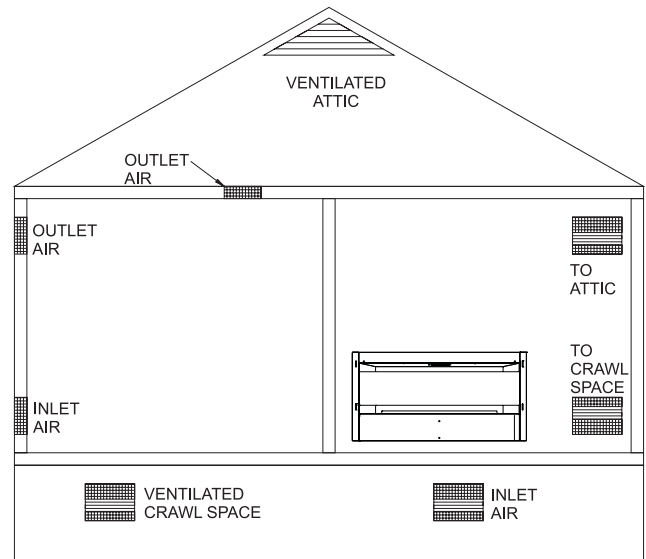 VENTILATED
ATTIC
OUTLET
AIR
OUTLET
AIR
TO
ATTIC
TO
CRAWL
SPACE
INLET
AIR
VENTILATED
CRAWL SPACE
INLET
AIR